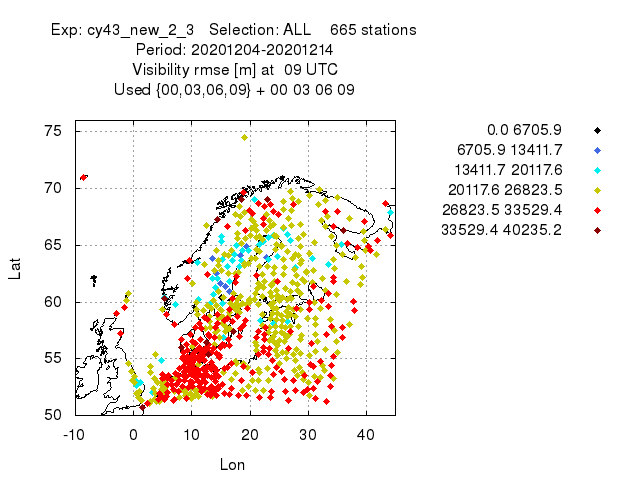 Exp: cy43_new_2_3   Selection: ALL    665 stations
Period: 20201204-20201214
Visibility rmse [m] at  09 UTC
Used {00,03,06,09} + 00 03 06 09
0.0 6705.9
6705.9 13411.7
13411.7 20117.6
20117.6 26823.5
26823.5 33529.4
33529.4 40235.2
75
70
65
60
55
50
Lat
-10 0 10 20 30 40
Lon